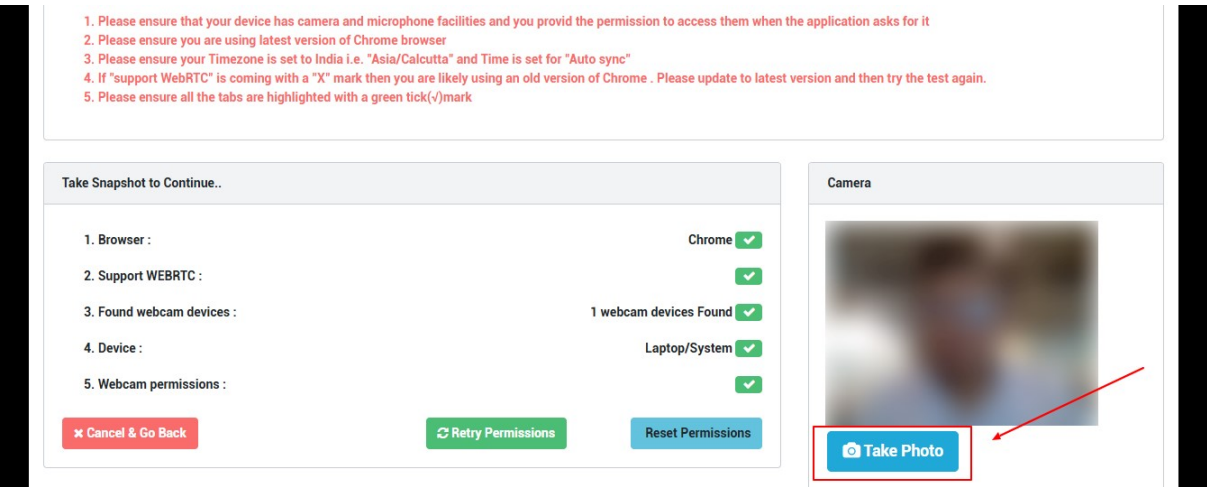 1. Please ensure that your device has camera and microphone facilities and you provid the permission to access them when the application asks for it
2. Please ensure you are using latest version of Chrome browser
3. Please ensure your Timezone is set to India i.e. "Asia/Calcutta" and Time is set for "Auto sync"
4. If "support WebRTC" is coming with a "X" mark then you are likely using an old version of Chrome . Please update to latest version and then try the test again.
5. Please ensure all the tabs are highlighted with a green tick(√)mark
Take Snapshot to Continue..
1. Browser : Chrome
2. Support WEBRTC :
3. Found webcam devices : 1 webcam devices Found
4. Device : Laptop/System
5. Webcam permissions :
Cancel & Go Back Retry Permissions Reset Permissions
Camera
Take Photo